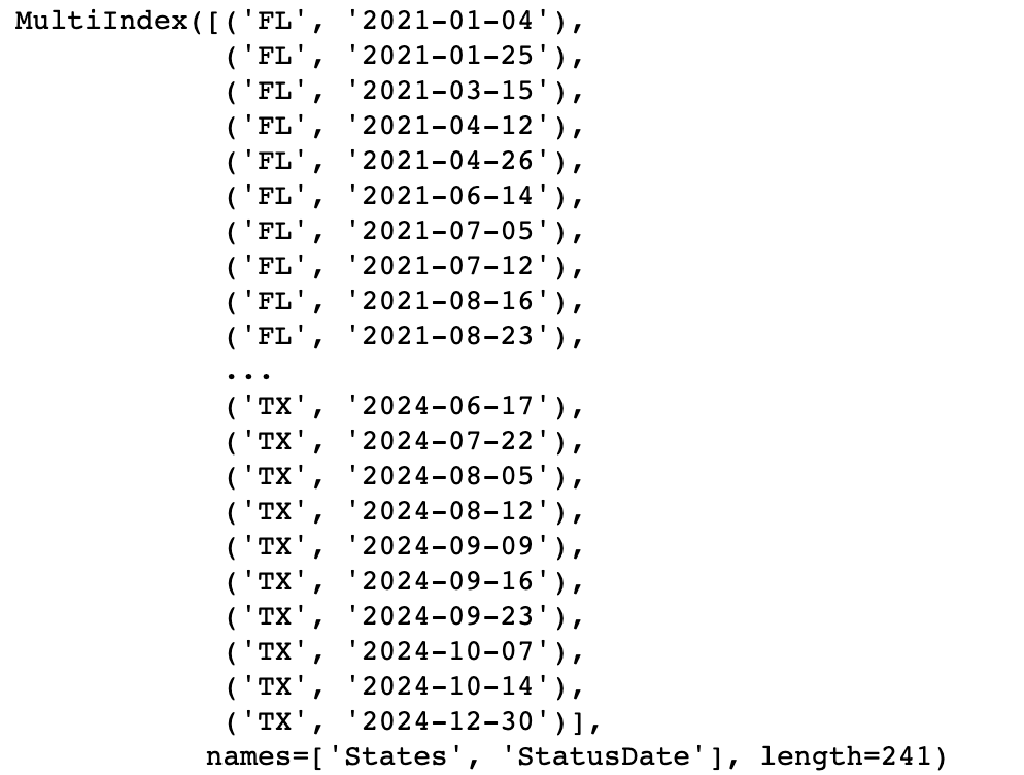 MultiIndex([('FL', '2021-01-04'),
('FL', '2021-01-25'),
('FL', '2021-03-15'),
('FL', '2021-04-12'),
('FL', '2021-04-26'),
('FL', '2021-06-14'),
('FL', '2021-07-05'),
('FL', '2021-07-12'),
('FL', '2021-08-16'),
('FL', '2021-08-23'),
...
('TX', '2024-06-17'),
('TX', '2024-07-22'),
('TX', '2024-08-05'),
('TX', '2024-08-12'),
('TX', '2024-09-09'),
('TX', '2024-09-16'),
('TX', '2024-09-23'),
('TX', '2024-10-07'),
('TX', '2024-10-14'),
('TX', '2024-12-30')],
names=['States', 'StatusDate'], length=241)